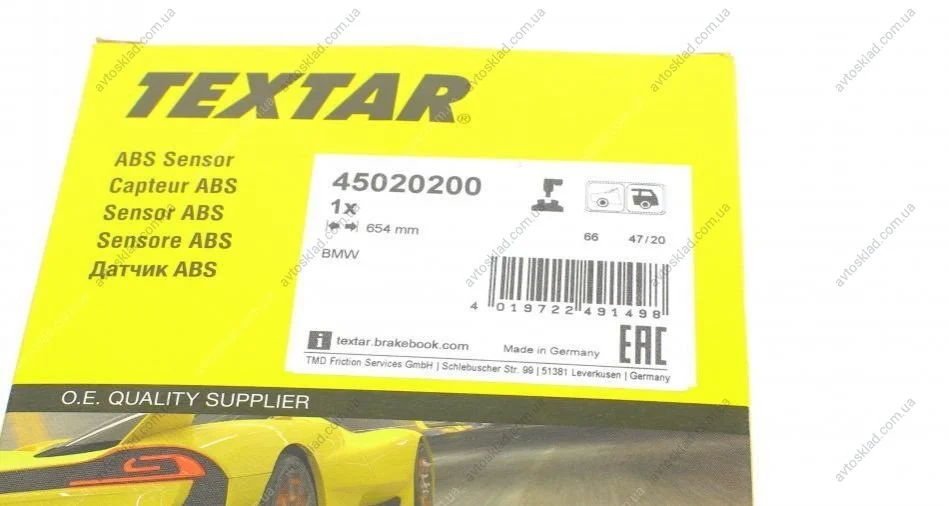 TEXTAR®
ABS Sensor
Capteur ABS
Sensor ABS
Sensore ABS
Датчик ABS
45020200
1x
654 mm
BMW
66 47/20
4 019722 491498
i textar.brakebook.com Made in Germany EAC
TMD Friction Services GmbH | Schlebuscher Str. 99 | 51381 Leverkusen | Germany
O.E. QUALITY SUPPLIER
avtosklad.com.ua